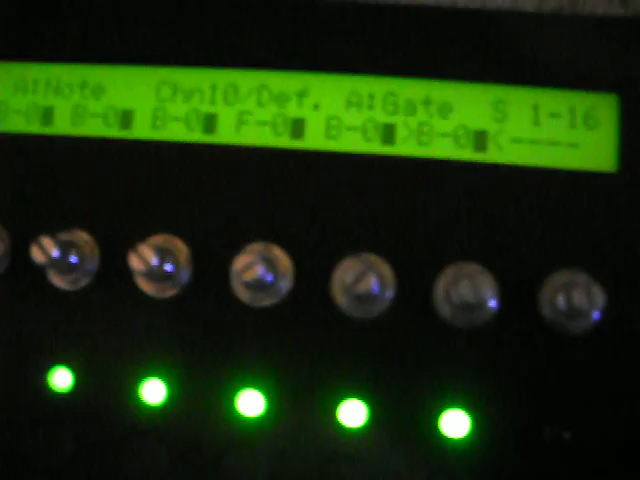 A:Note Chn10/Def. A:Gate S 1-16
B-0■ B-0■ B-0■ F-0■ B-0■>B-0■<----